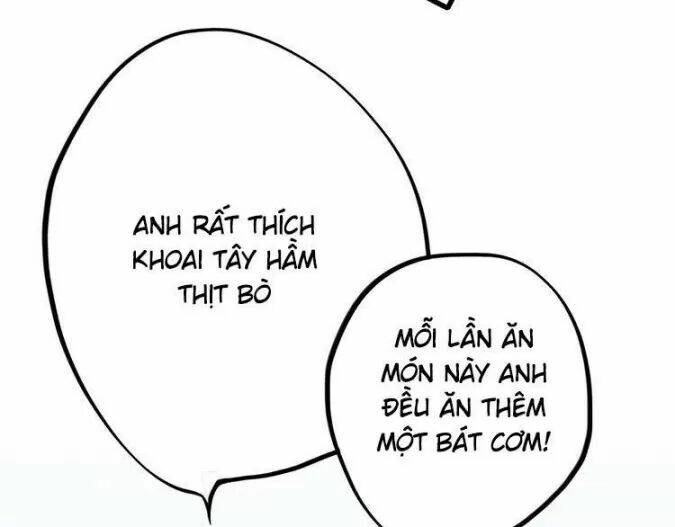 ANH RẤT THÍCH
KHOAI TÂY HẦM
THỊT BÒ
MỖI LẦN ĂN
MÓN NÀY ANH
ĐỀU ĂN THÊM
MỘT BÁT CƠM!